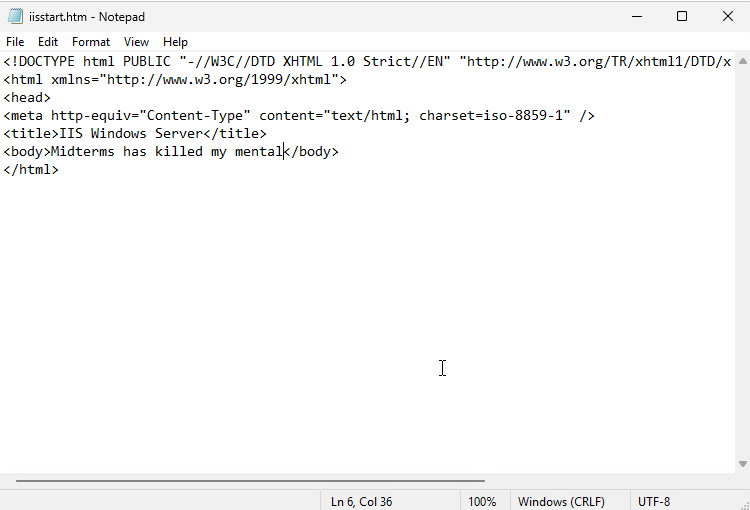 iisstart.htm - Notepad
File Edit Format View Help
<!DOCTYPE html PUBLIC "-//W3C//DTD XHTML 1.0 Strict//EN" "http://www.w3.org/TR/xhtml1/DTD/x
<html xmlns="http://www.w3.org/1999/xhtml">
<head>
<meta http-equiv="Content-Type" content="text/html; charset=iso-8859-1" />
<title>IIS Windows Server</title>
<body>Midterms has killed my mental</body>
</html>
Ln 6, Col 36 100% Windows (CRLF) UTF-8